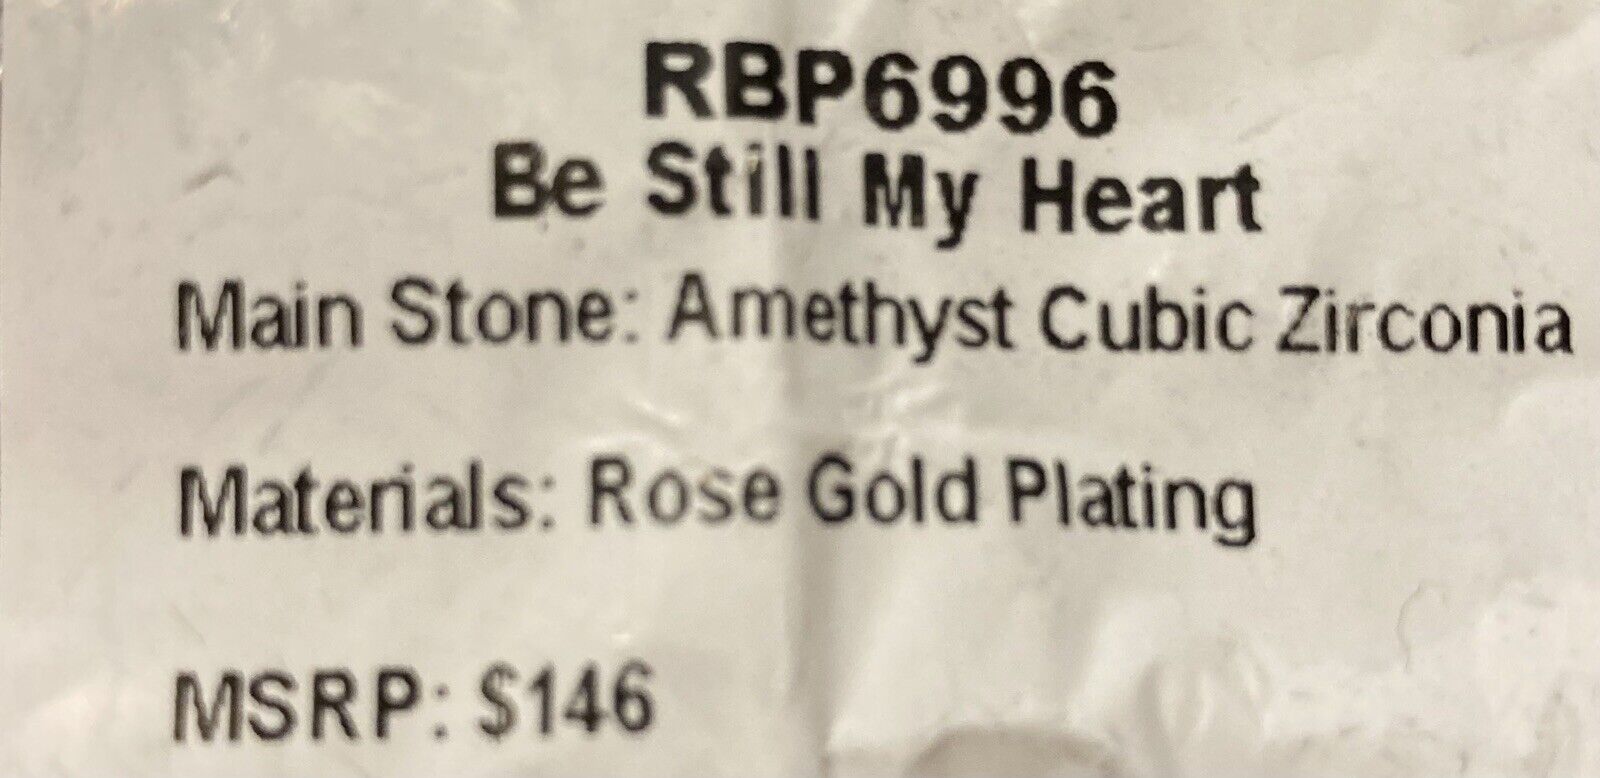 RBP6996
Be Still My Heart
Main Stone: Amethyst Cubic Zirconia
Materials: Rose Gold Plating
MSRP: $146